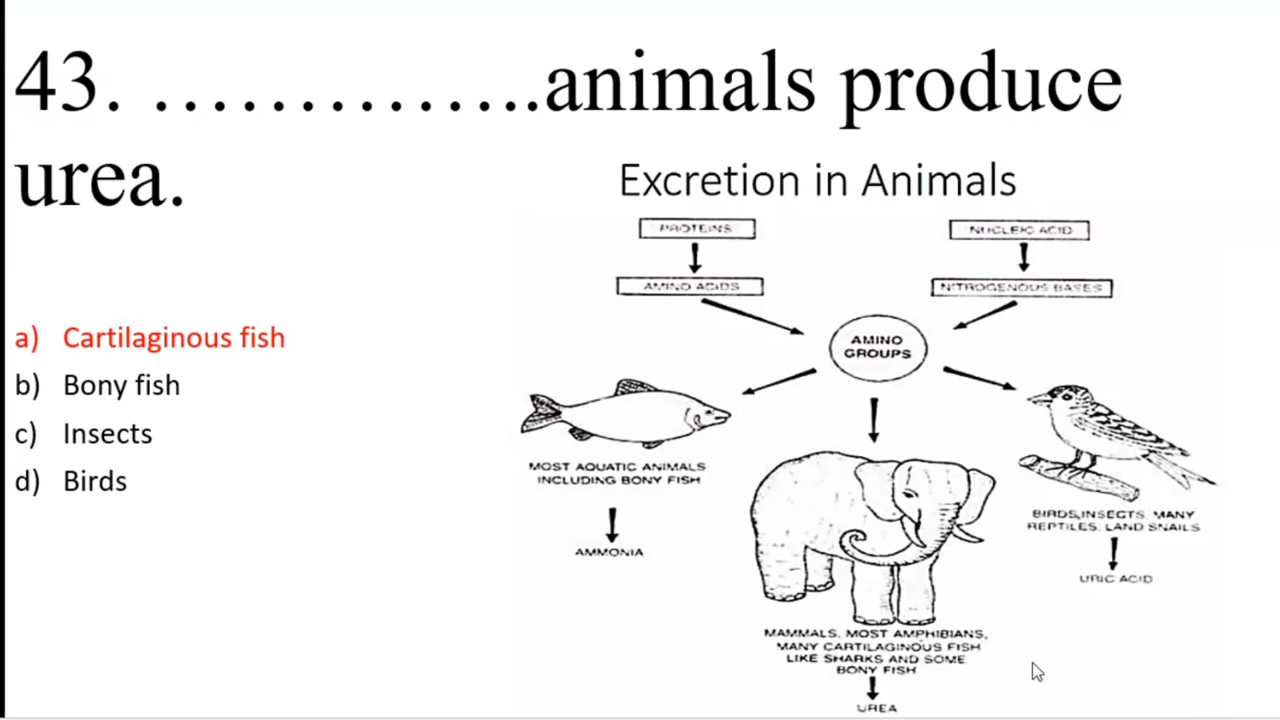 43. …………….animals produce
urea.
Excretion in Animals
PROTEINS
NUCLEIC ACID
AMINO ACIDS
NITROGENOUS BASES
AMINO
GROUPS
a) Cartilaginous fish
b) Bony fish
c) Insects
d) Birds
MOST AQUATIC ANIMALS
INCLUDING BONY FISH
AMMONIA
BIRDS,INSECTS, MANY
REPTILES, LAND SNAILS
URIC ACID
MAMMALS, MOST AMPHIBIANS,
MANY CARTILAGINOUS FISH
LIKE SHARKS AND SOME
BONY FISH
UREA